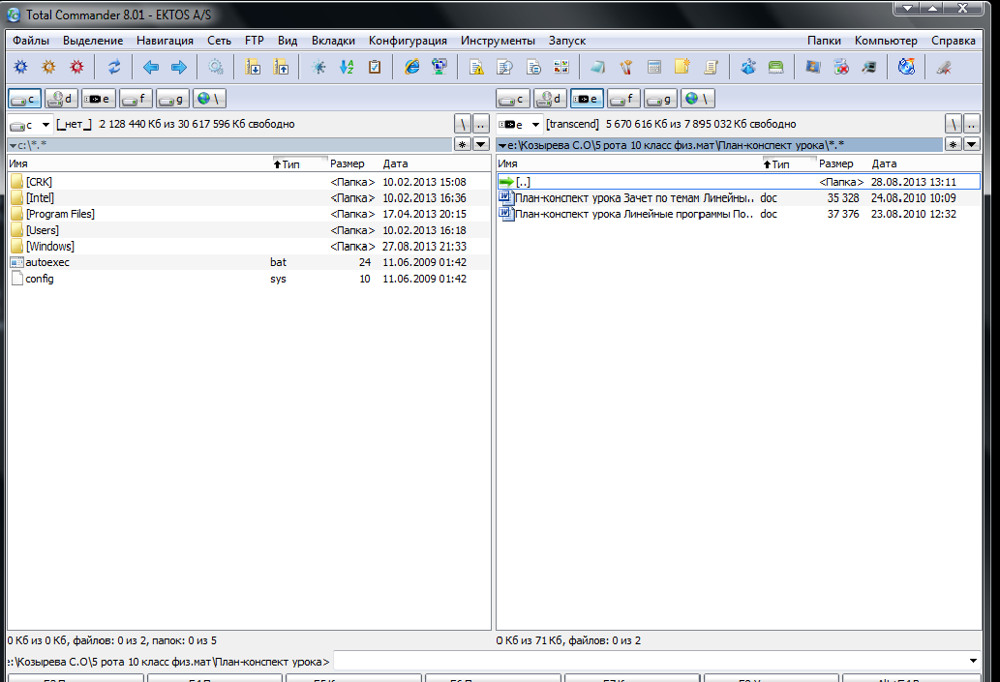 Total Commander 8.01 - EKTOS A/S
Файлы Выделение Навигация Сеть FTP Вид Вкладки Конфигурация Инструменты Запуск Папки Компьютер Справка
c d e f g \ c d e f g \
c [_нет_] 2 128 440 Кб из 30 617 596 Кб свободно \ .. e [transcend] 5 670 616 Кб из 7 895 032 Кб свободно \ ..
c:\*.* * e:\Козырева С.О\5 рота 10 класс физ.мат\План-конспект урока\*.* *
Имя Тип Размер Дата Имя Тип Размер Дата
[CRK] <Папка> 10.02.2013 15:08 [..] <Папка> 28.08.2013 13:11
[Intel] <Папка> 10.02.2013 16:36 План-конспект урока Зачет по темам Линейны.. doc 35 328 24.08.2010 10:09
[Program Files] <Папка> 17.04.2013 20:15 План-конспект урока Линейные программы По.. doc 37 376 23.08.2010 12:32
[Users] <Папка> 10.02.2013 16:18
[Windows] <Папка> 27.08.2013 21:33
autoexec bat 24 11.06.2009 01:42
config sys 10 11.06.2009 01:42
0 Кб из 0 Кб, файлов: 0 из 2, папок: 0 из 5 0 Кб из 71 Кб, файлов: 0 из 2
e:\Козырева С.О\5 рота 10 класс физ.мат\План-конспект урока>